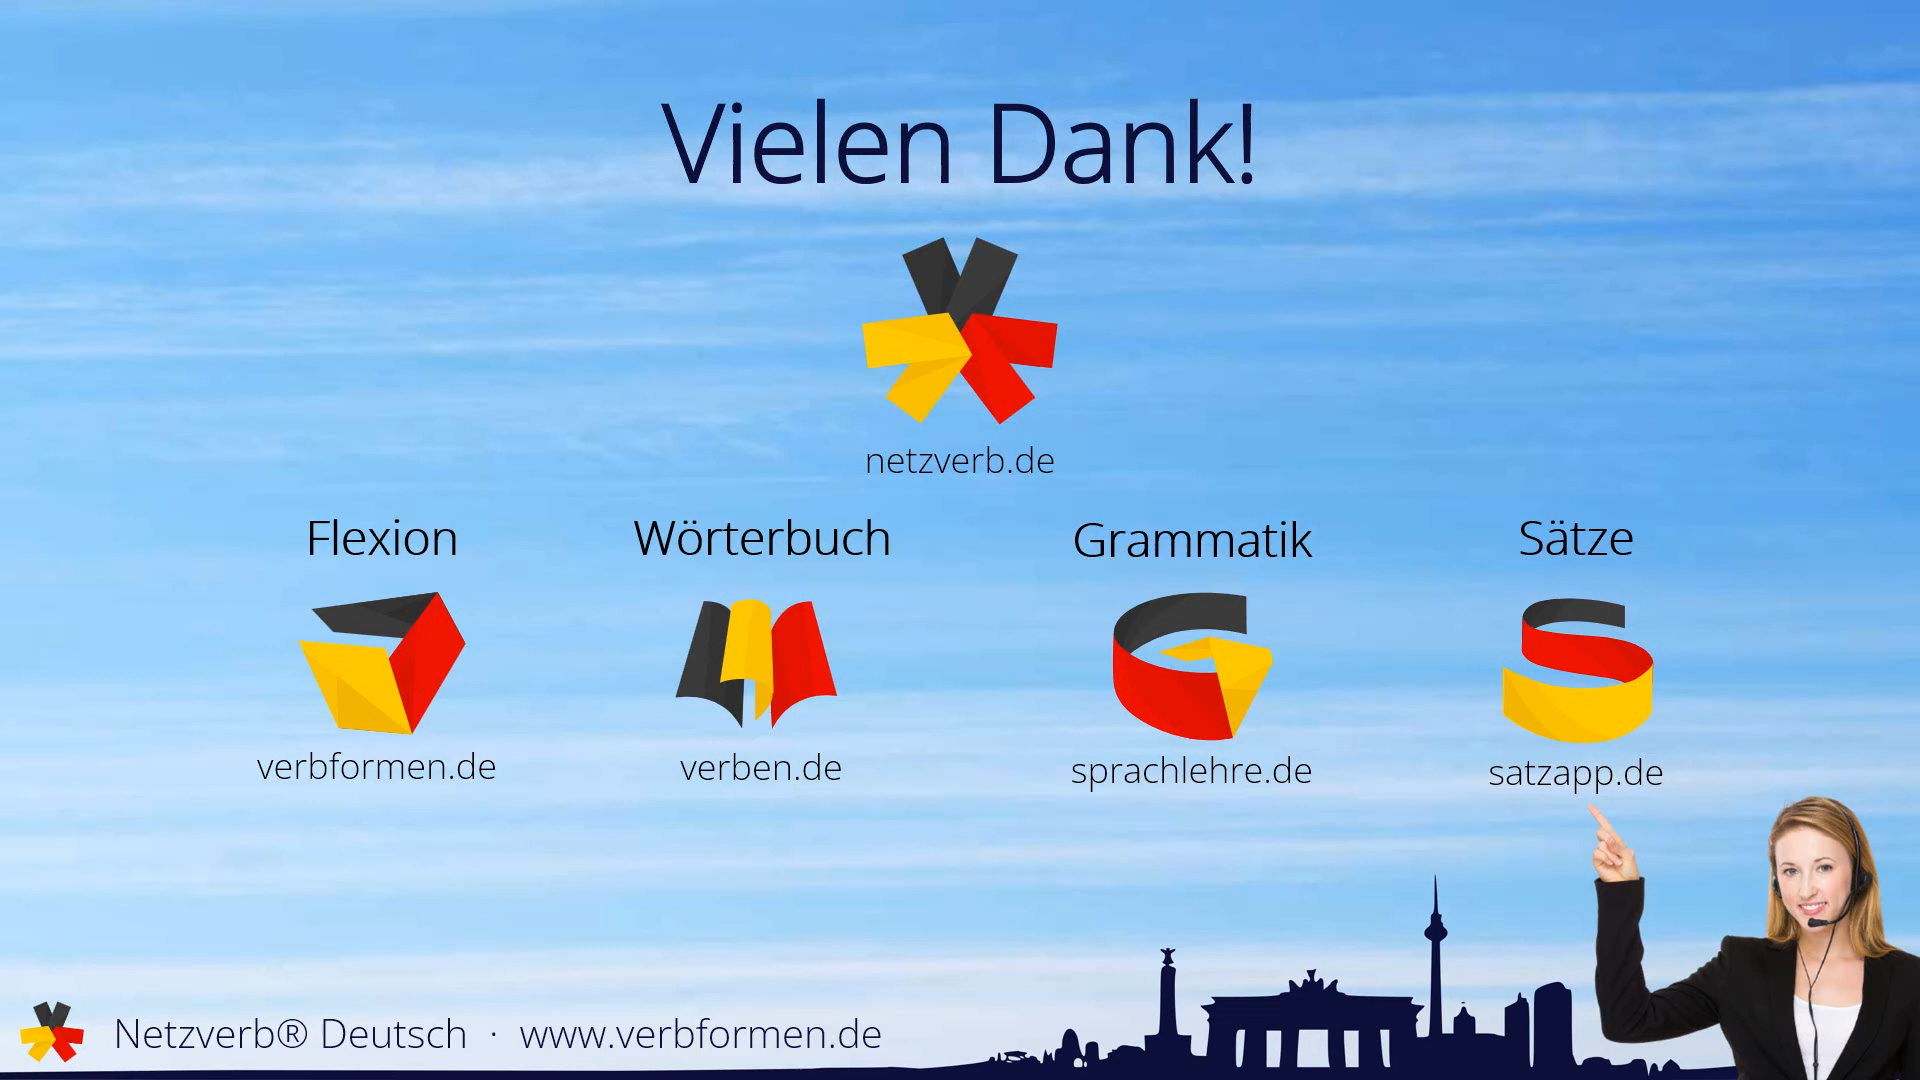 Vielen Dank!
netzverb.de
Flexion
Wörterbuch
Grammatik
Sätze
verbformen.de
verben.de
sprachlehre.de
satzapp.de
Netzverb® Deutsch · www.verbformen.de